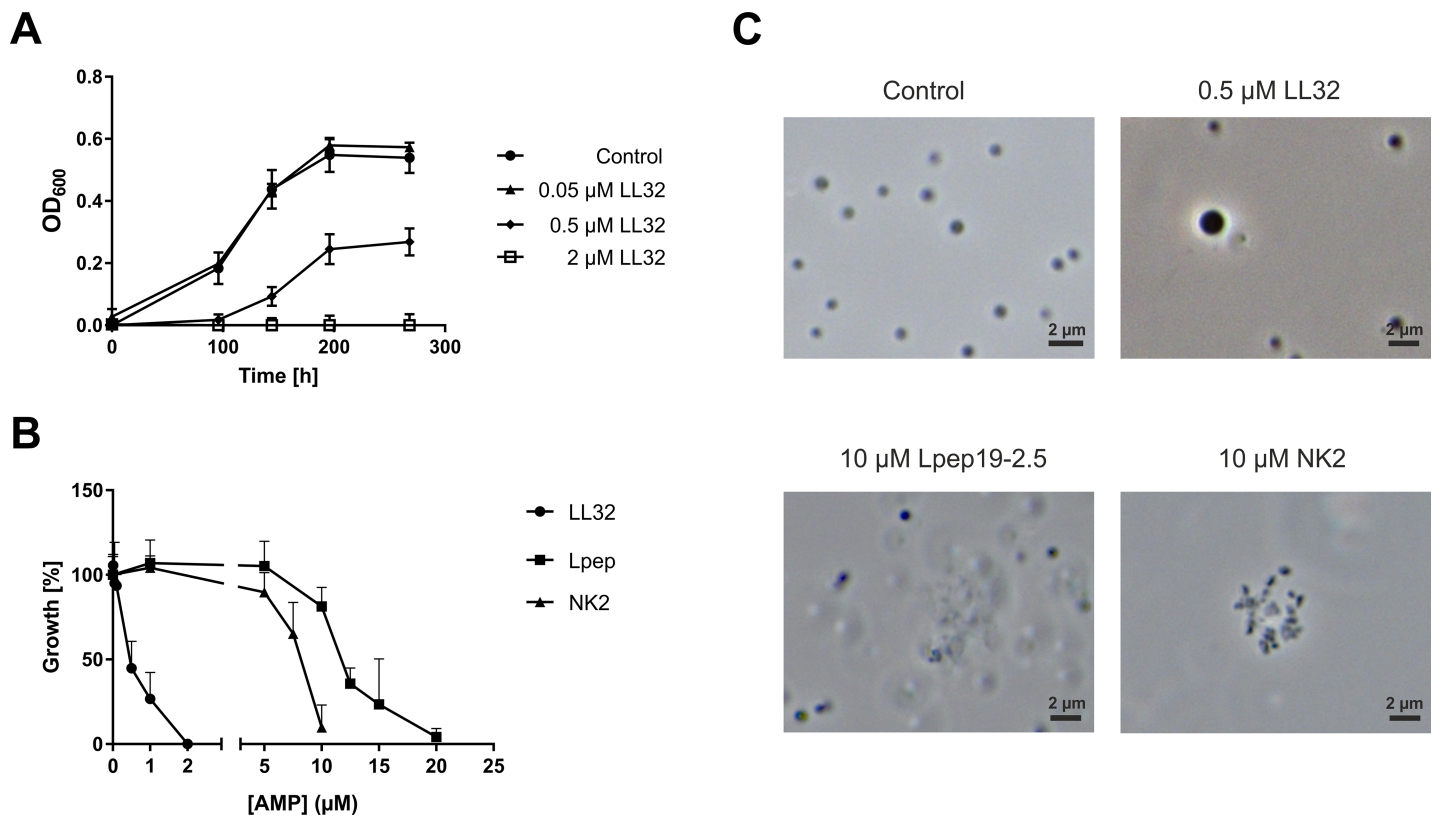 A
0.8
0.6
0.4
0.2
0.0
OD600
0 100 200 300
Time [h]
Control
0.05 µM LL32
0.5 µM LL32
2 µM LL32
B
150
100
50
0
Growth [%]
0 1 2 5 10 15 20 25
[AMP] (µM)
LL32
Lpep
NK2
C
Control
2 µm
0.5 µM LL32
2 µm
10 µM Lpep19-2.5
2 µm
10 µM NK2
2 µm